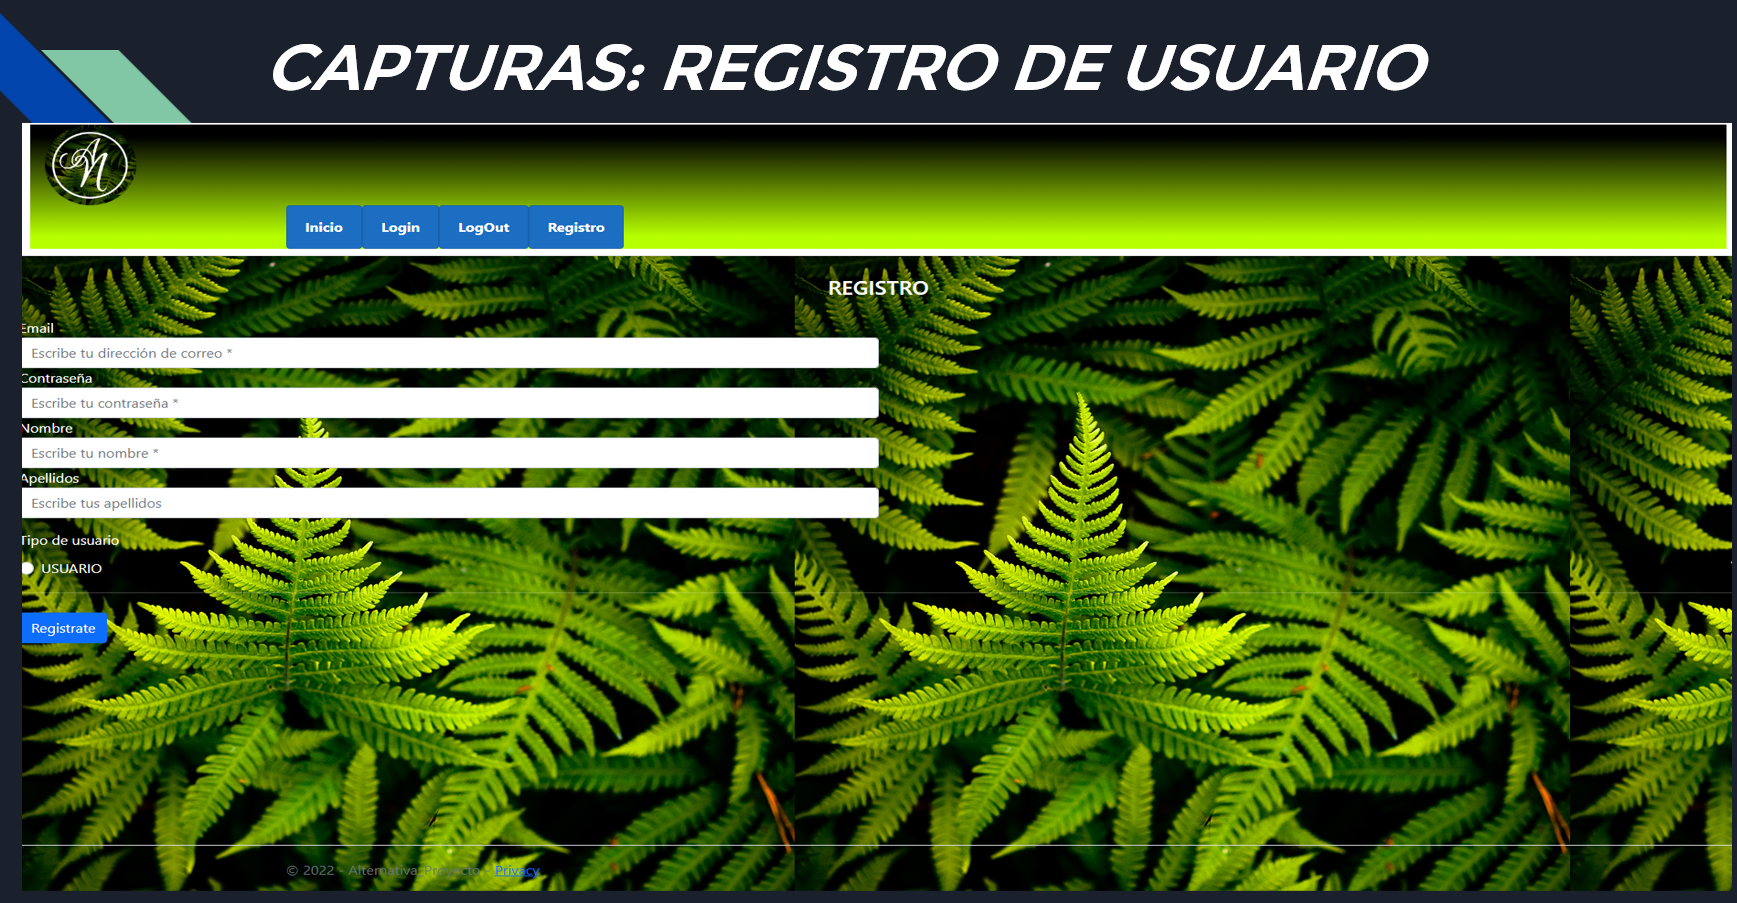 CAPTURAS: REGISTRO DE USUARIO
AN
Inicio Login LogOut Registro
REGISTRO
Email
Escribe tu dirección de correo *
Contraseña
Escribe tu contraseña *
Nombre
Escribe tu nombre *
Apellidos
Escribe tus apellidos
Tipo de usuario
USUARIO
Registrate
© 2022 - Alternativa_Proyecto - Privacy